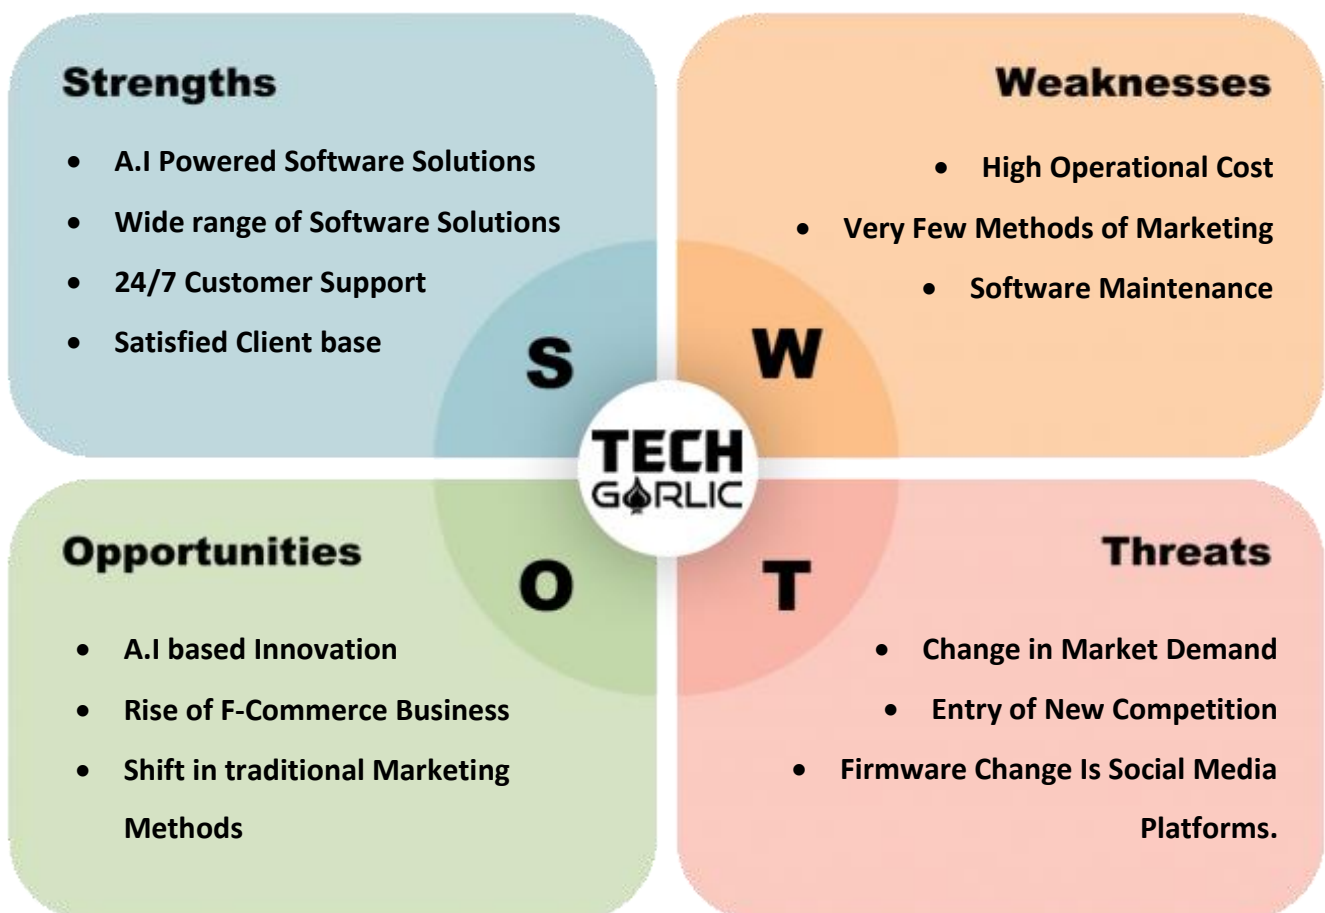 Strengths
• A.I Powered Software Solutions
• Wide range of Software Solutions
• 24/7 Customer Support
• Satisfied Client base
S
Weaknesses
• High Operational Cost
• Very Few Methods of Marketing
• Software Maintenance
W
TECH
GARLIC
Opportunities
• A.I based Innovation
• Rise of F-Commerce Business
• Shift in traditional Marketing
Methods
O
Threats
• Change in Market Demand
• Entry of New Competition
• Firmware Change Is Social Media
Platforms.
T